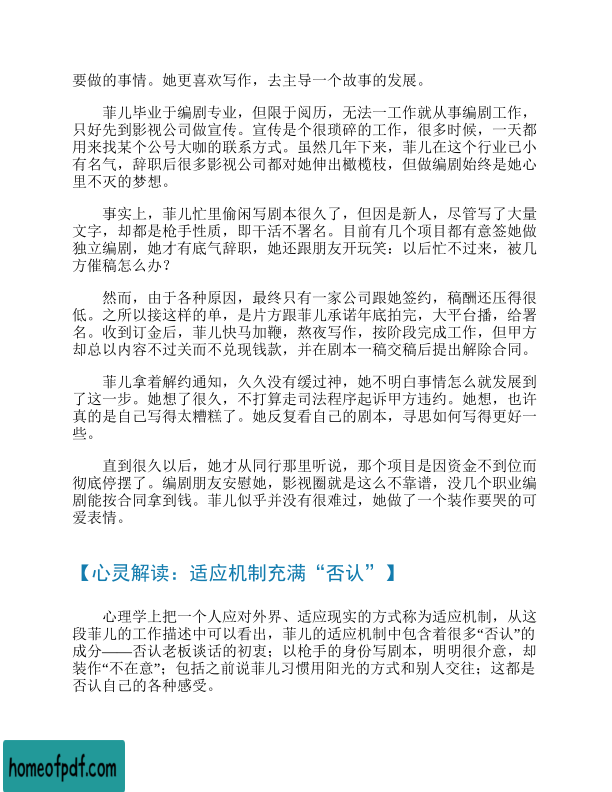 要做的事情。她更喜欢写作，去主导一个故事的发展。
菲儿毕业于编剧专业，但限于阅历，无法一工作就从事编剧工作，
只好先到影视公司做宣传。宣传是个很琐碎的工作，很多时候，一天都
用来找某个公号大咖的联系方式。虽然几年下来，菲儿在这个行业已小
有名气，辞职后很多影视公司都对她伸出橄榄枝，但做编剧始终是她心
里不灭的梦想。
事实上，菲儿忙里偷闲写剧本很久了，但因是新人，尽管写了大量
文字，却都是枪手性质，即干活不署名。目前有几个项目都有意签她做
独立编剧，她才有底气辞职，她还跟朋友开玩笑：以后忙不过来，被几
方催稿怎么办？
然而，由于各种原因，最终只有一家公司跟她签约，稿酬还压得很
低。之所以接这样的单，是片方跟菲儿承诺年底拍完，大平台播，给署
名。收到订金后，菲儿快马加鞭，熬夜写作，按阶段完成工作，但甲方
却总以内容不过关而不兑现钱款，并在剧本一稿交稿后提出解除合同。
菲儿拿着解约通知，久久没有缓过神，她不明白事情怎么就发展到
了这一步。她想了很久，不打算走司法程序起诉甲方违约。她想，也许
真的是自己写得太糟糕了。她反复看自己的剧本，寻思如何写得更好一
些。
直到很久以后，她才从同行那里听说，那个项目是因资金不到位而
彻底停摆了。编剧朋友安慰她，影视圈就是这么不靠谱，没几个职业编
剧能按合同拿到钱。菲儿似乎并没有很难过，她做了一个装作要哭的可
爱表情。
【心灵解读：适应机制充满“否认”】
心理学上把一个人应对外界、适应现实的方式称为适应机制，从这
段菲儿的工作描述中可以看出，菲儿的适应机制中包含着很多“否认”的
成分——否认老板谈话的初衷；以枪手的身份写剧本，明明很介意，却
装作“不在意”；包括之前说菲儿习惯用阳光的方式和别人交往；这都是
否认自己的各种感受。
homeofpdf.com